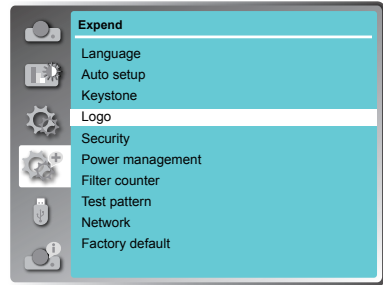 Expend
Language
Auto setup
Keystone
Logo
Security
Power management
Filter counter
Test pattern
Network
Factory default